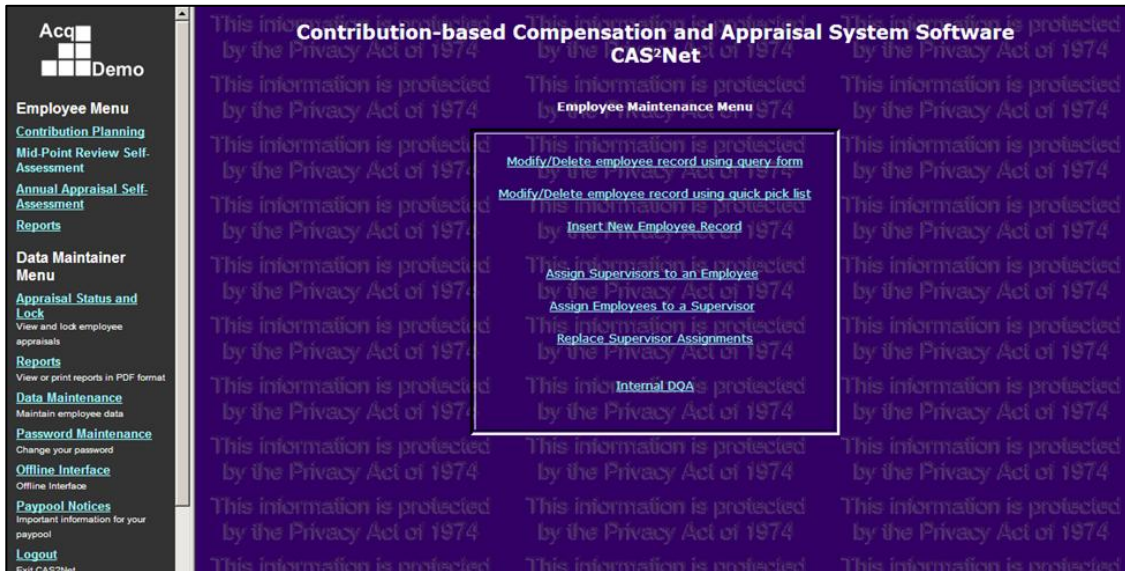 Acq
Demo
Employee Menu
Contribution Planning
Mid-Point Review Self-
Assessment
Annual Appraisal Self-
Assessment
Reports
Data Maintainer
Menu
Appraisal Status and
Lock
View and lock employee
appraisals
Reports
View or print reports in PDF format
Data Maintenance
Maintain employee data
Password Maintenance
Change your password
Offline Interface
Offline Interface
Paypool Notices
Important information for your
paypool
Logout
Exit CAS2Net
Contribution-based Compensation and Appraisal System Software
CAS²Net
Employee Maintenance Menu
Modify/Delete employee record using query form
Modify/Delete employee record using quick pick list
Insert New Employee Record
Assign Supervisors to an Employee
Assign Employees to a Supervisor
Replace Supervisor Assignments
Internal DQA
This information is protected
by the Privacy Act of 1974